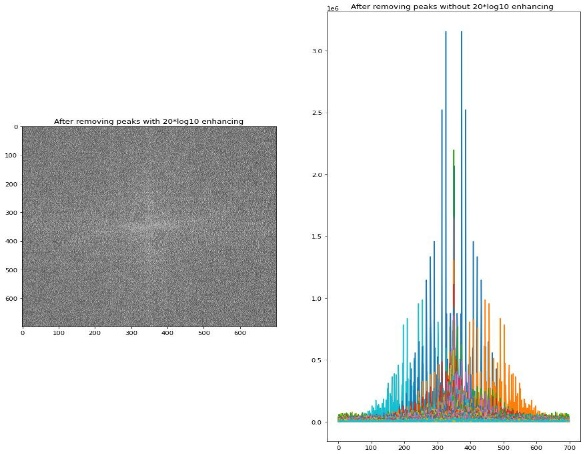 After removing peaks with 20*log10 enhancing
0
100
200
300
400
500
600
0 100 200 300 400 500 600
After removing peaks without 20*log10 enhancing
1e6
3.0
2.5
2.0
1.5
1.0
0.5
0.0
0 100 200 300 400 500 600 700